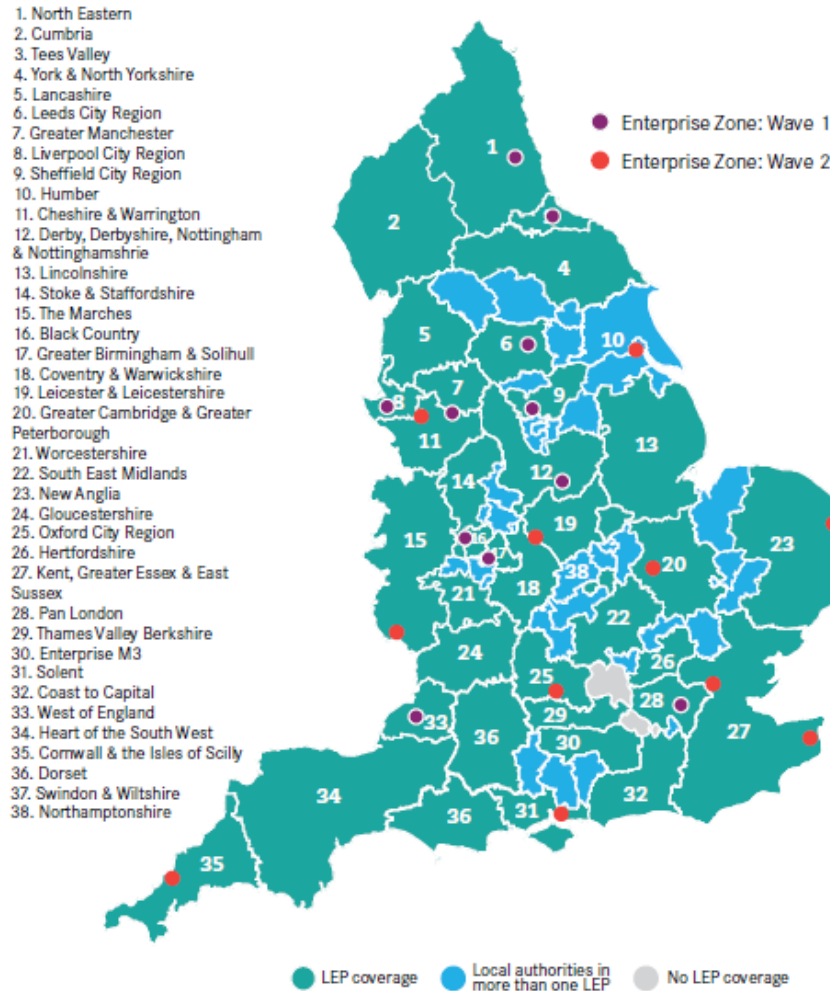 1. North Eastern
2. Cumbria
3. Tees Valley
4. York & North Yorkshire
5. Lancashire
6. Leeds City Region
7. Greater Manchester
8. Liverpool City Region
9. Sheffield City Region
10. Humber
11. Cheshire & Warrington
12. Derby, Derbyshire, Nottingham
& Nottinghamshrie
13. Lincolnshire
14. Stoke & Staffordshire
15. The Marches
16. Black Country
17. Greater Birmingham & Solihull
18. Coventry & Warwickshire
19. Leicester & Leicestershire
20. Greater Cambridge & Greater
Peterborough
21. Worcestershire
22. South East Midlands
23. New Anglia
24. Gloucestershire
25. Oxford City Region
26. Hertfordshire
27. Kent, Greater Essex & East
Sussex
28. Pan London
29. Thames Valley Berkshire
30. Enterprise M3
31. Solent
32. Coast to Capital
33. West of England
34. Heart of the South West
35. Cornwall & the Isles of Scilly
36. Dorset
37. Swindon & Wiltshire
38. Northamptonshire
Enterprise Zone: Wave 1
Enterprise Zone: Wave 2
1
2
4
5
6
10
7
8
9
11
13
12
14
15
16
19
23
17
20
38
18
21
22
24
26
25
28
29
33
36
27
30
34
32
31
36
35
LEP coverage
Local authorities in
more than one LEP
No LEP coverage